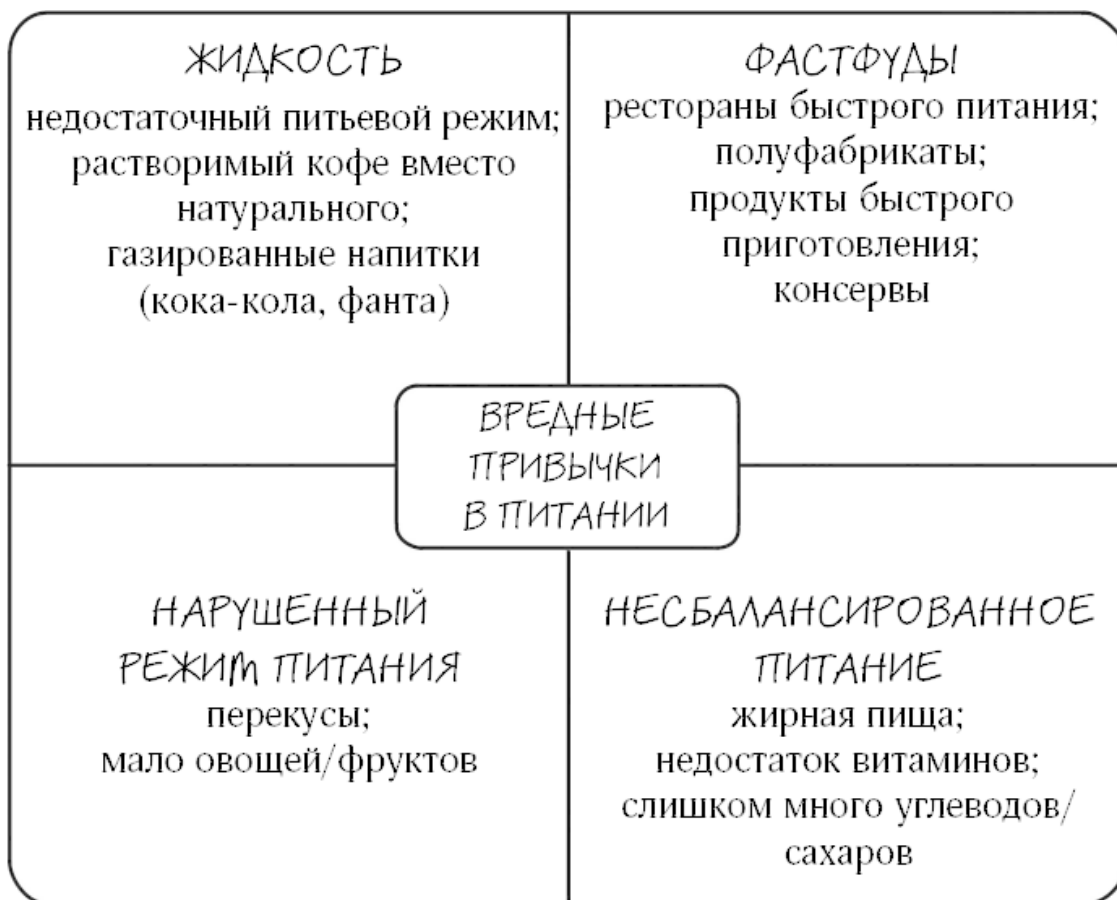 ЖИДКОСТЬ
недостаточный питьевой режим;
растворимый кофе вместо
натурального;
газированные напитки
(кока-кола, фанта)
ФАСТФУДЫ
рестораны быстрого питания;
полуфабрикаты;
продукты быстрого
приготовления;
консервы
ВРЕДНЫЕ
ПРИВЫЧКИ
В ПИТАНИИ
НАРУШЕННЫЙ
РЕЖИМ ПИТАНИЯ
перекусы;
мало овощей/фруктов
НЕСБАЛАНСИРОВАННОЕ
ПИТАНИЕ
жирная пища;
недостаток витаминов;
слишком много углеводов/
сахаров